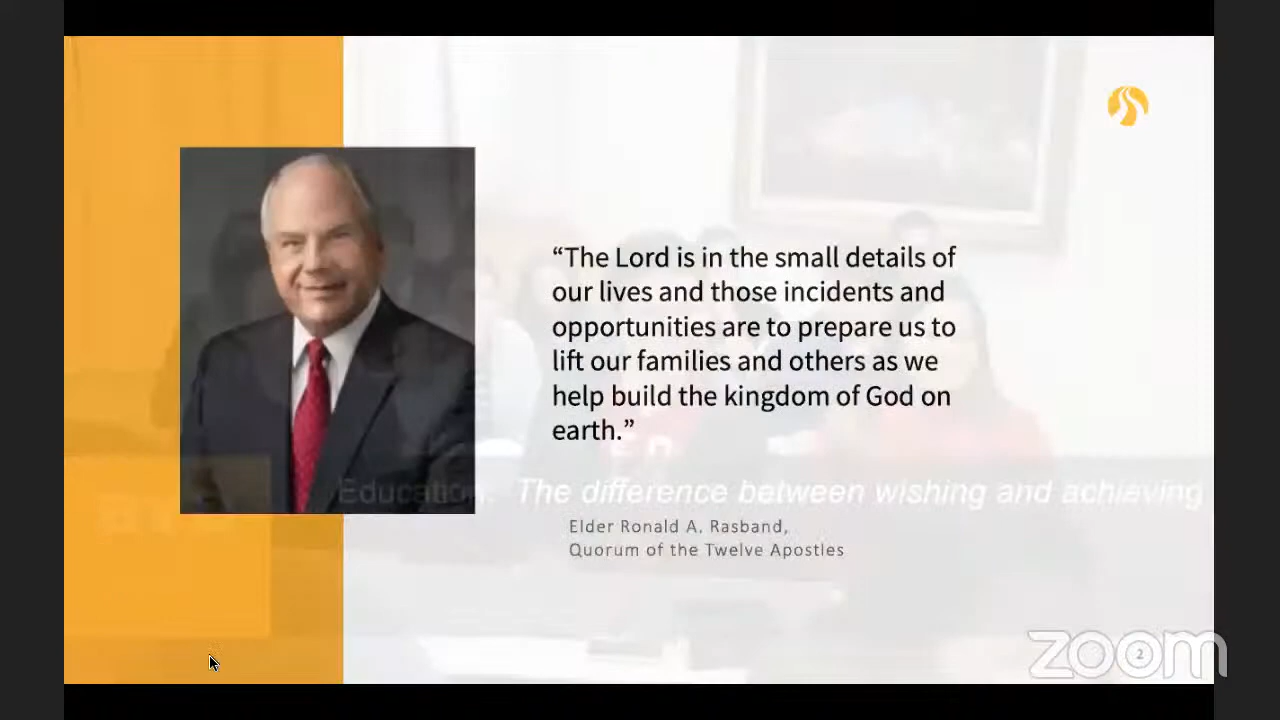 “The Lord is in the small details of
our lives and those incidents and
opportunities are to prepare us to
lift our families and others as we
help build the kingdom of God on
earth.”
Education: The difference between wishing and achieving
Elder Ronald A. Rasband,
Quorum of the Twelve Apostles
zoom
2